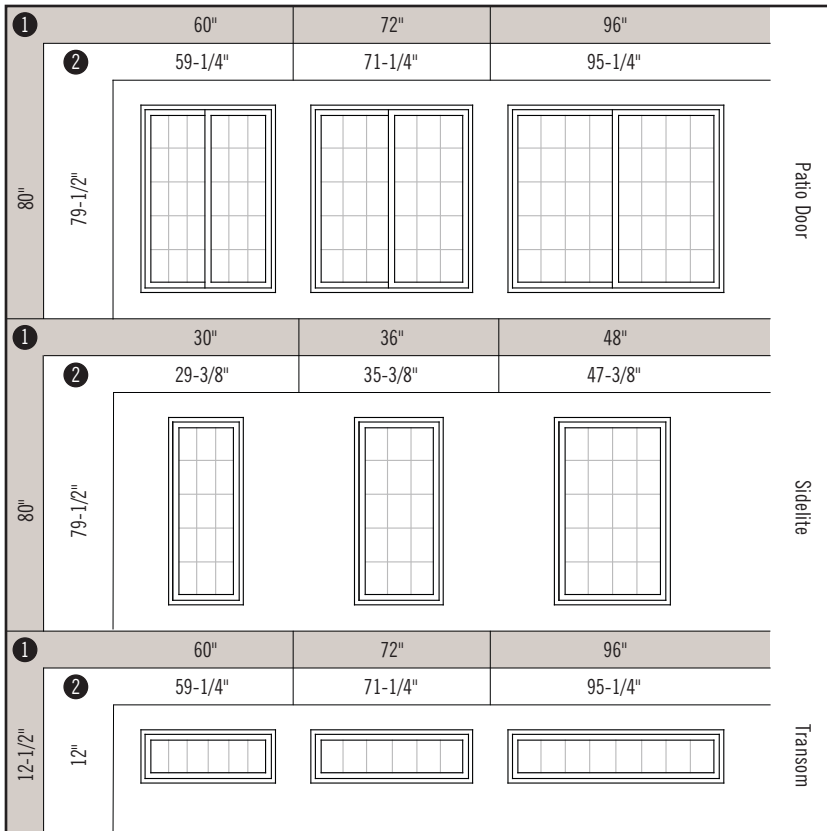 1 60" 72" 96"
2 59-1/4" 71-1/4" 95-1/4"
80" 79-1/2" Patio Door
1 30" 36" 48"
2 29-3/8" 35-3/8" 47-3/8"
80" 79-1/2" Sidelite
1 60" 72" 96"
2 59-1/4" 71-1/4" 95-1/4"
12-1/2" 12" Transom